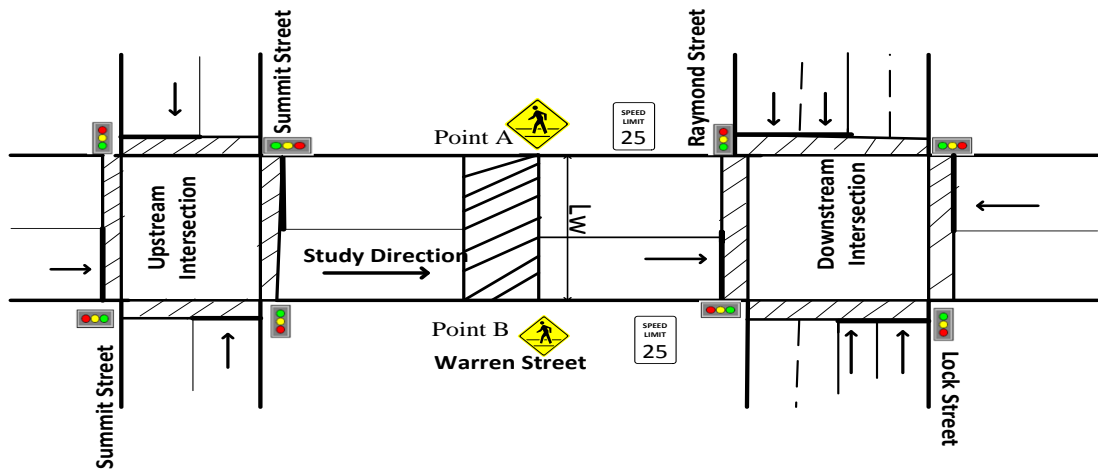 Summit Street
Raymond Street
Point A
SPEED
LIMIT
25
Upstream
Intersection
LW
Downstream
Intersection
Study Direction
Point B
SPEED
LIMIT
25
Warren Street
Summit Street
Lock Street